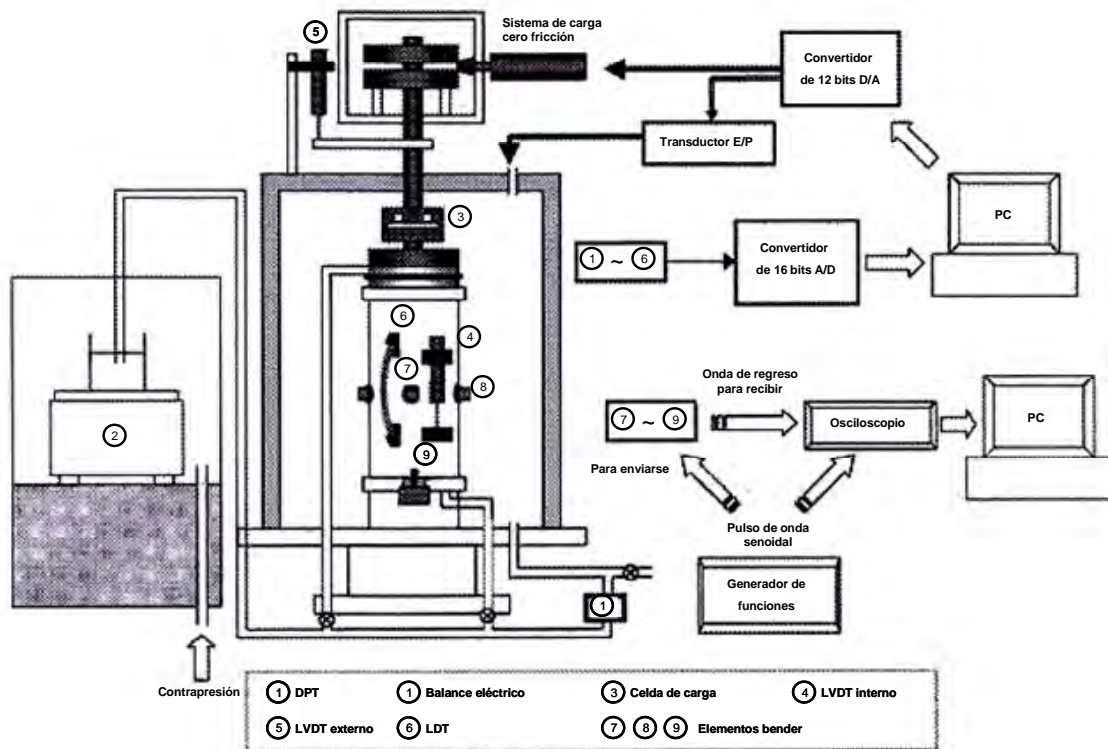 5
Sistema de carga
cero fricción
Convertidor
de 12 bits D/A
Transductor E/P
PC
3
1 ~ 6
Convertidor
de 16 bits A/D
6
4
7
8
2
9
Onda de regreso
para recibir
7 ~ 9
Osciloscopio
PC
Para enviarse
Pulso de onda
senoidal
Generador de
funciones
1
Contrapresión
1 DPT
1 Balance eléctrico
3 Celda de carga
4 LVDT interno
5 LVDT externo
6 LDT
7 8 9 Elementos bender